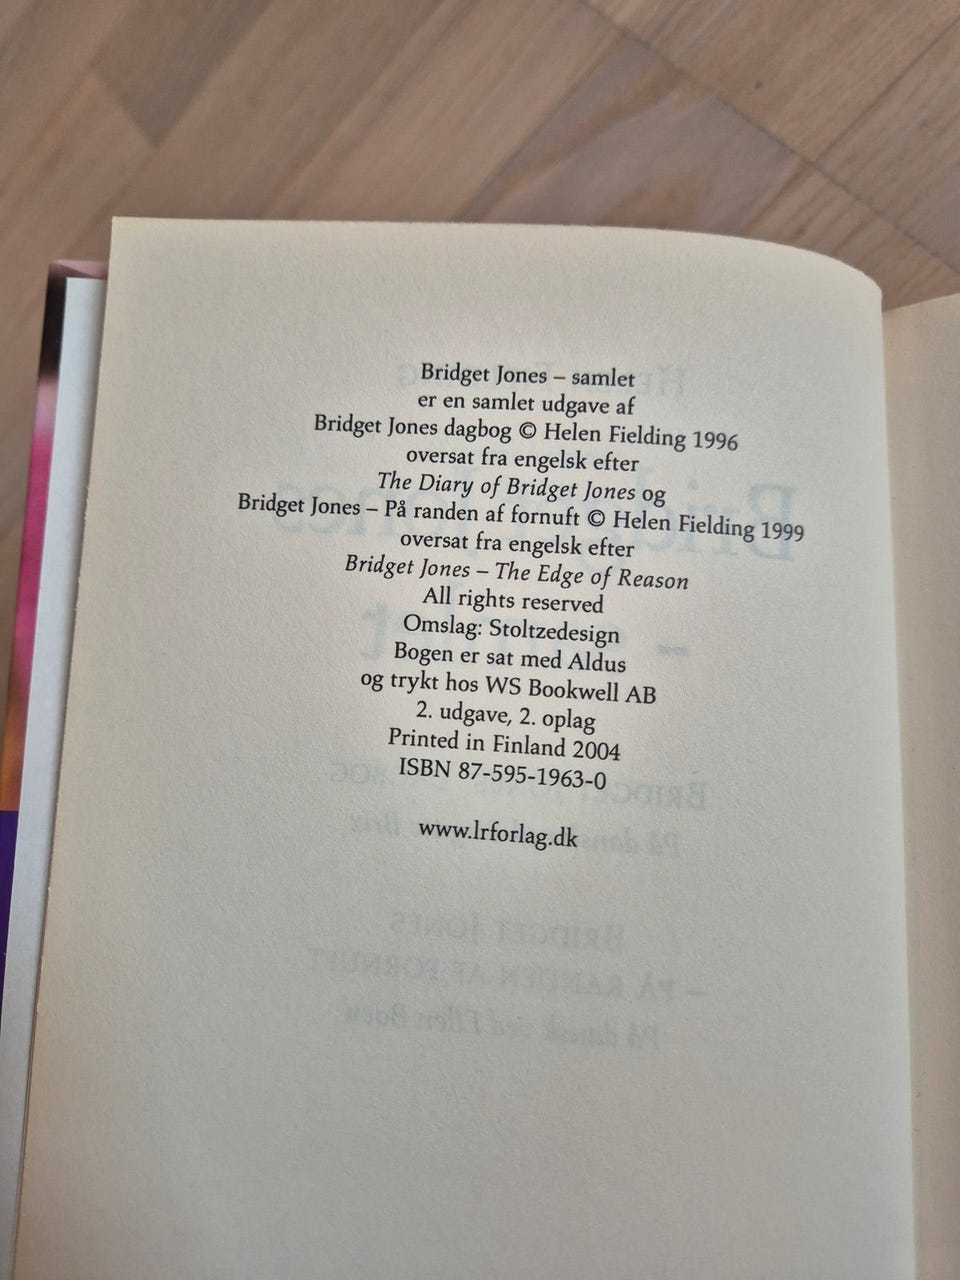 Bridget Jones – samlet
er en samlet udgave af
Bridget Jones dagbog © Helen Fielding 1996
oversat fra engelsk efter
The Diary of Bridget Jones og
Bridget Jones – På randen af fornuft © Helen Fielding 1999
oversat fra engelsk efter
Bridget Jones – The Edge of Reason
All rights reserved
Omslag: Stoltzedesign
Bogen er sat med Aldus
og trykt hos WS Bookwell AB
2. udgave, 2. oplag
Printed in Finland 2004
ISBN 87-595-1963-0
www.lrforlag.dk